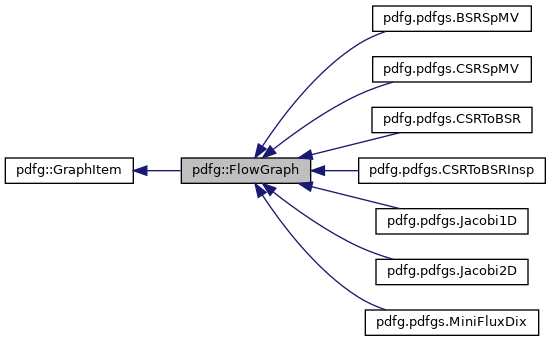 pdfg.pdfgs.BSRSpMV
pdfg.pdfgs.CSRSpMV
pdfg.pdfgs.CSRToBSR
pdfg::GraphItem
pdfg::FlowGraph
pdfg.pdfgs.CSRToBSRInsp
pdfg.pdfgs.Jacobi1D
pdfg.pdfgs.Jacobi2D
pdfg.pdfgs.MiniFluxDix